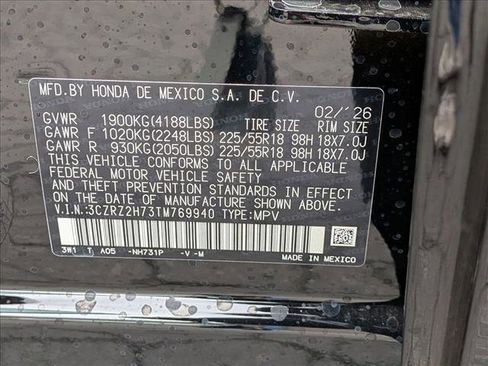 MFD.BY HONDA DE MEXICO S.A. DE C.V.
02/'26
GVWR 1900KG(4188LBS) TIRE SIZE RIM SIZE
GAWR F 1020KG(2248LBS) 225/55R18 98H 18X7.0J
GAWR R 930KG(2050LBS) 225/55R18 98H 18X7.0J
THIS VEHICLE CONFORMS TO ALL APPLICABLE
FEDERAL MOTOR VEHICLE SAFETY
AND THEFT PREVENTION STANDARDS IN EFFECT
ON THE DATE OF MANUFACTURE SHOWN ABOVE.
V.I.N:3CZRZ2H73TM769940 TYPE:MPV
3W1 T A05 -NH731P -V-M MADE IN MEXICO